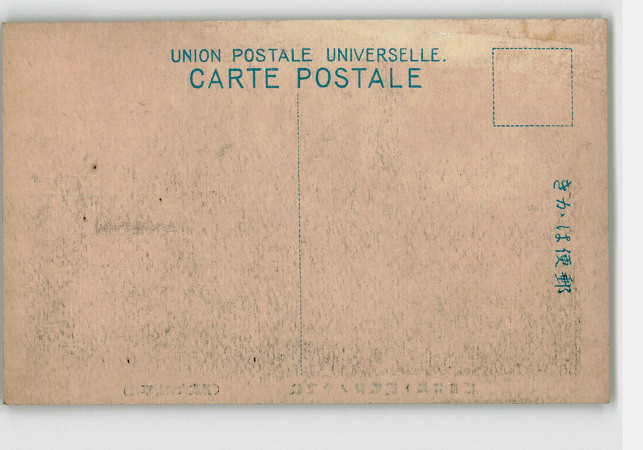 UNION POSTALE UNIVERSELLE.
CARTE POSTALE
きかは便郵